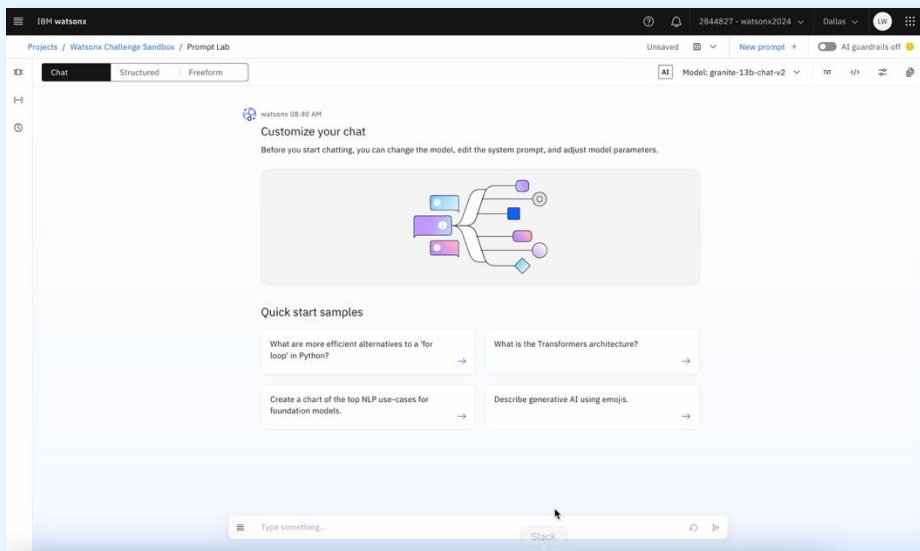 IBM watsonx
2844827 - watsonx2024
Dallas
LW
Projects / Watsonx Challenge Sandbox / Prompt Lab
Unsaved
New prompt +
AI guardrails off
Chat
Structured
Freeform
AI
Model: granite-13b-chat-v2
TXT
</>
watsonx 08:40 AM
Customize your chat
Before you start chatting, you can change the model, edit the system prompt, and adjust model parameters.
Quick start samples
What are more efficient alternatives to a 'for
loop' in Python?
What is the Transformers architecture?
Create a chart of the top NLP use-cases for
foundation models.
Describe generative AI using emojis.
Type something...
Slack